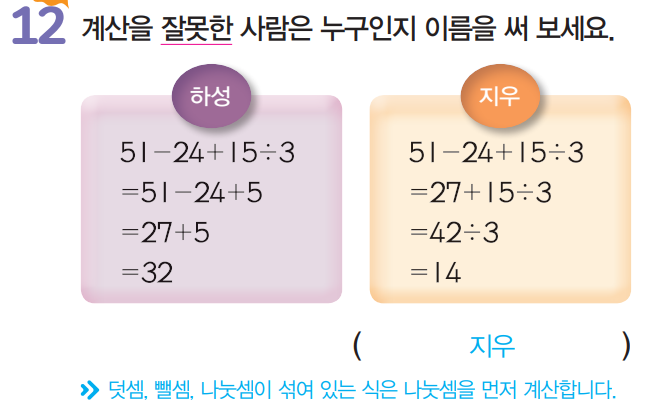 12 계산을 잘못한 사람은 누구인지 이름을 써 보세요.
하성
51-24+15÷3
=51-24+5
=27+5
=32
지우
51-24+15÷3
=27+15÷3
=42÷3
=14
( 지우 )
≫ 덧셈, 뺄셈, 나눗셈이 섞여 있는 식은 나눗셈을 먼저 계산합니다.